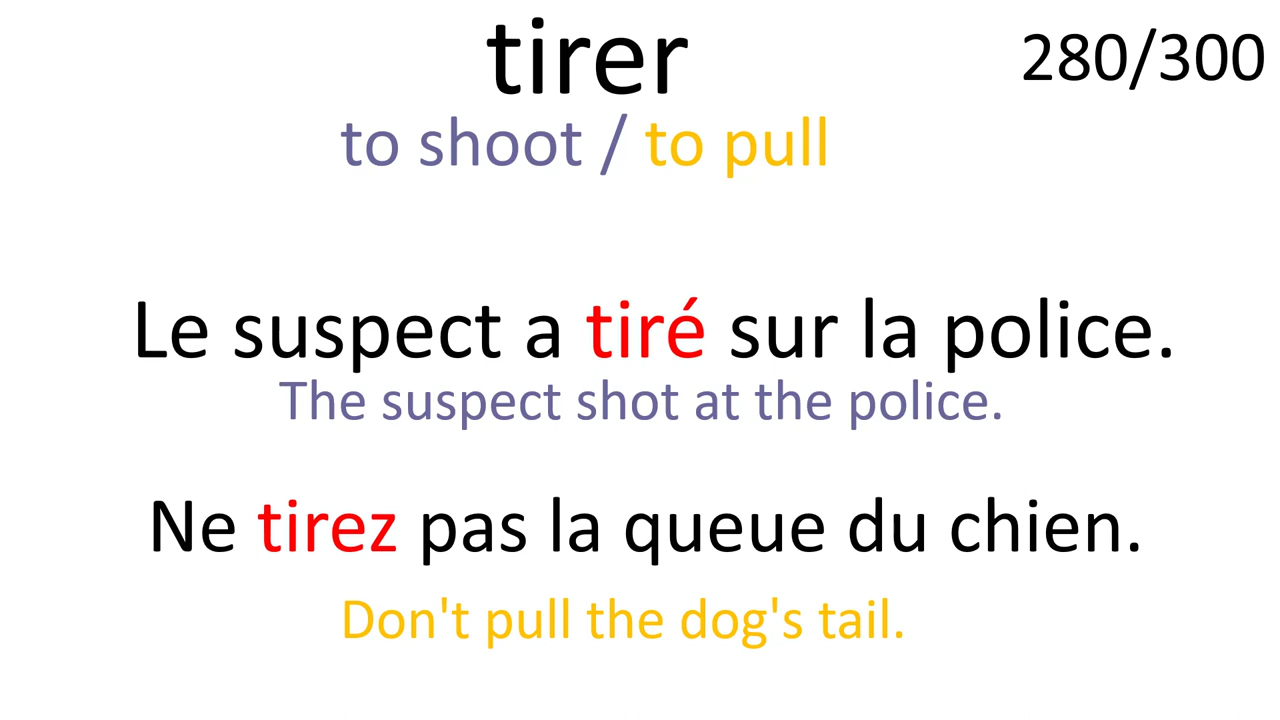 tirer
280/300
to shoot / to pull
Le suspect a tiré sur la police.
The suspect shot at the police.
Ne tirez pas la queue du chien.
Don't pull the dog's tail.